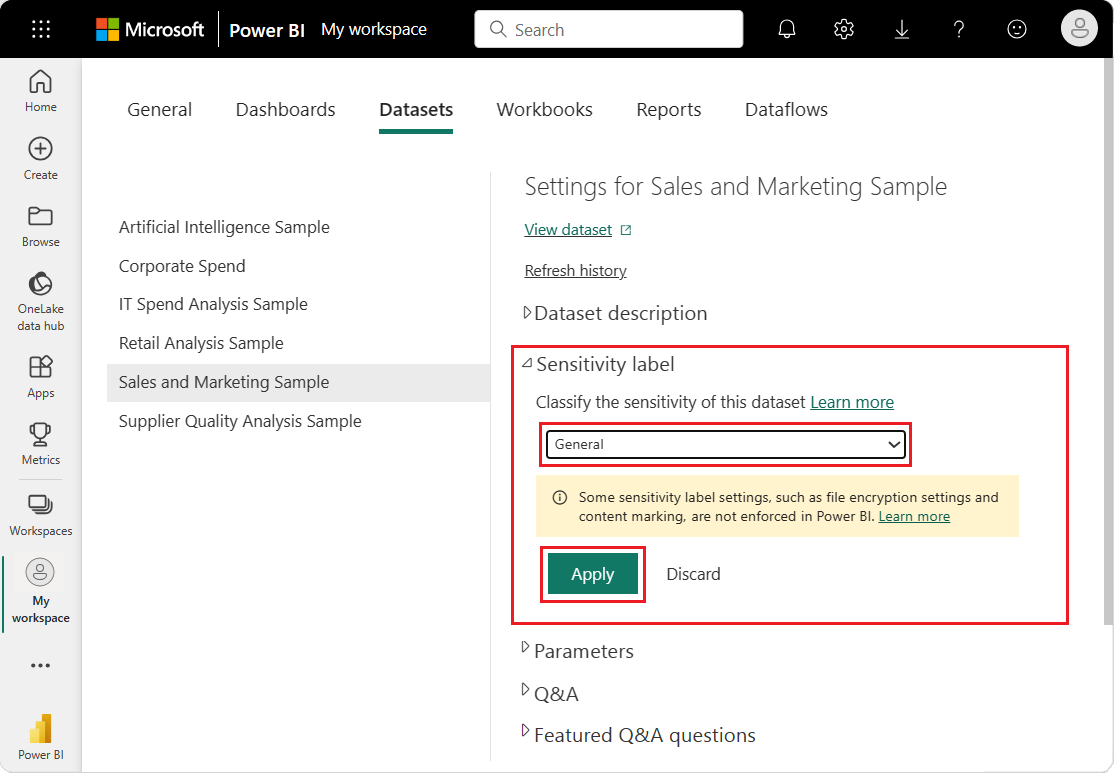 Microsoft
Power BI
My workspace
Search
Home
Create
Browse
OneLake
data hub
Apps
Metrics
Workspaces
My
workspace
Power BI
General
Dashboards
Datasets
Workbooks
Reports
Dataflows
Artificial Intelligence Sample
Corporate Spend
IT Spend Analysis Sample
Retail Analysis Sample
Sales and Marketing Sample
Supplier Quality Analysis Sample
Settings for Sales and Marketing Sample
View dataset
Refresh history
Dataset description
Sensitivity label
Classify the sensitivity of this dataset Learn more
General
Some sensitivity label settings, such as file encryption settings and
content marking, are not enforced in Power BI. Learn more
Apply
Discard
Parameters
Q&A
Featured Q&A questions